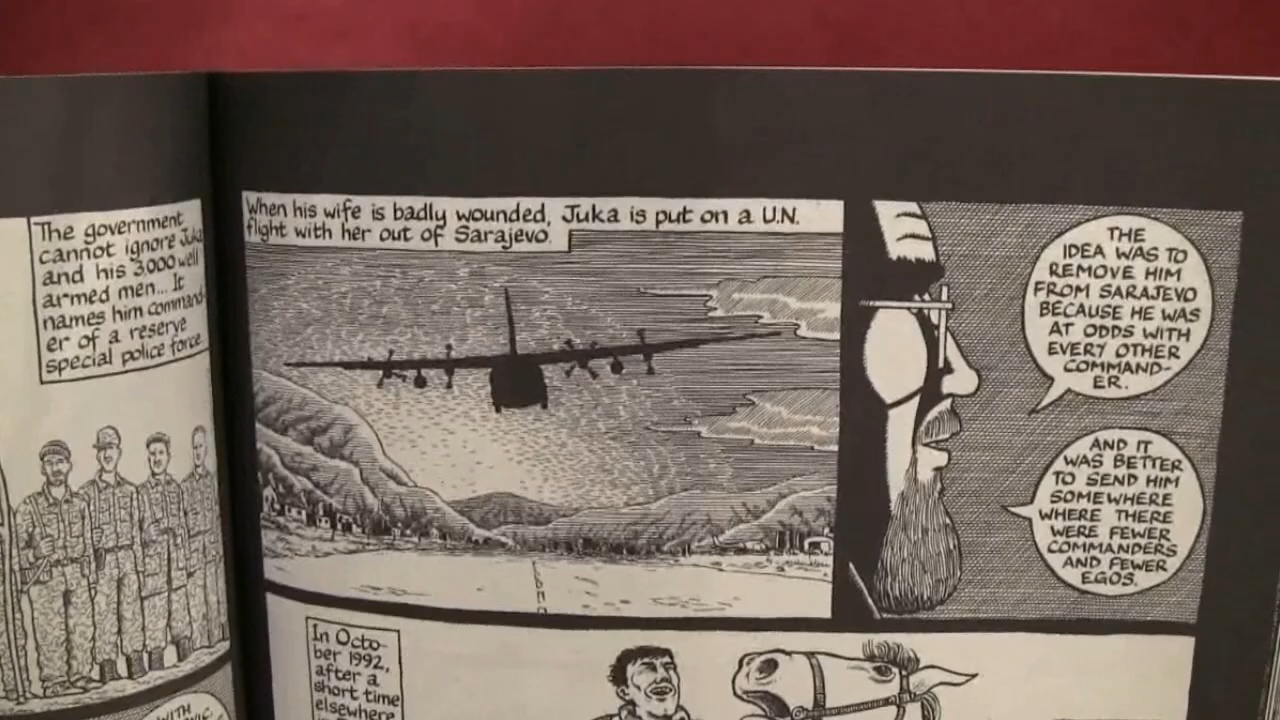 The government
cannot ignore Juka
and his 3,000 well
armed men... It
names him command-
er of a reserve
special police force.
WITH
When his wife is badly wounded, Juka is put on a U.N.
flight with her out of Sarajevo.
THE
IDEA WAS TO
REMOVE HIM
FROM SARAJEVO
BECAUSE HE WAS
AT ODDS WITH
EVERY OTHER
COMMAND-
ER.
AND IT
WAS BETTER
TO SEND HIM
SOMEWHERE
WHERE THERE
WERE FEWER
COMMANDERS
AND FEWER
EGOS.
In Octo-
ber 1992,
after a
short time
elsewhere